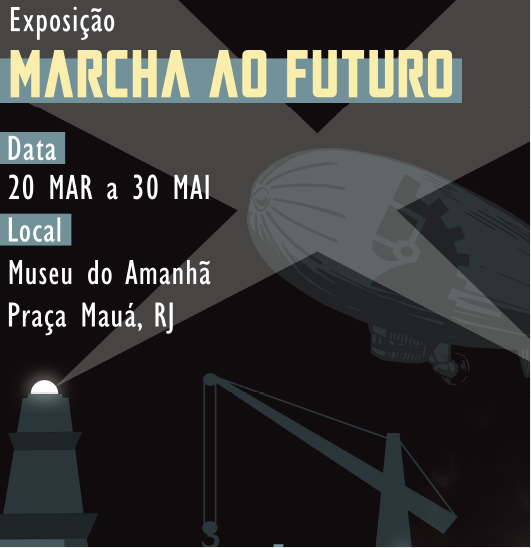 Exposição
MARCHA AO FUTURO
Data
20 MAR a 30 MAI
Local
Museu do Amanhã
Praça Mauá, RJ